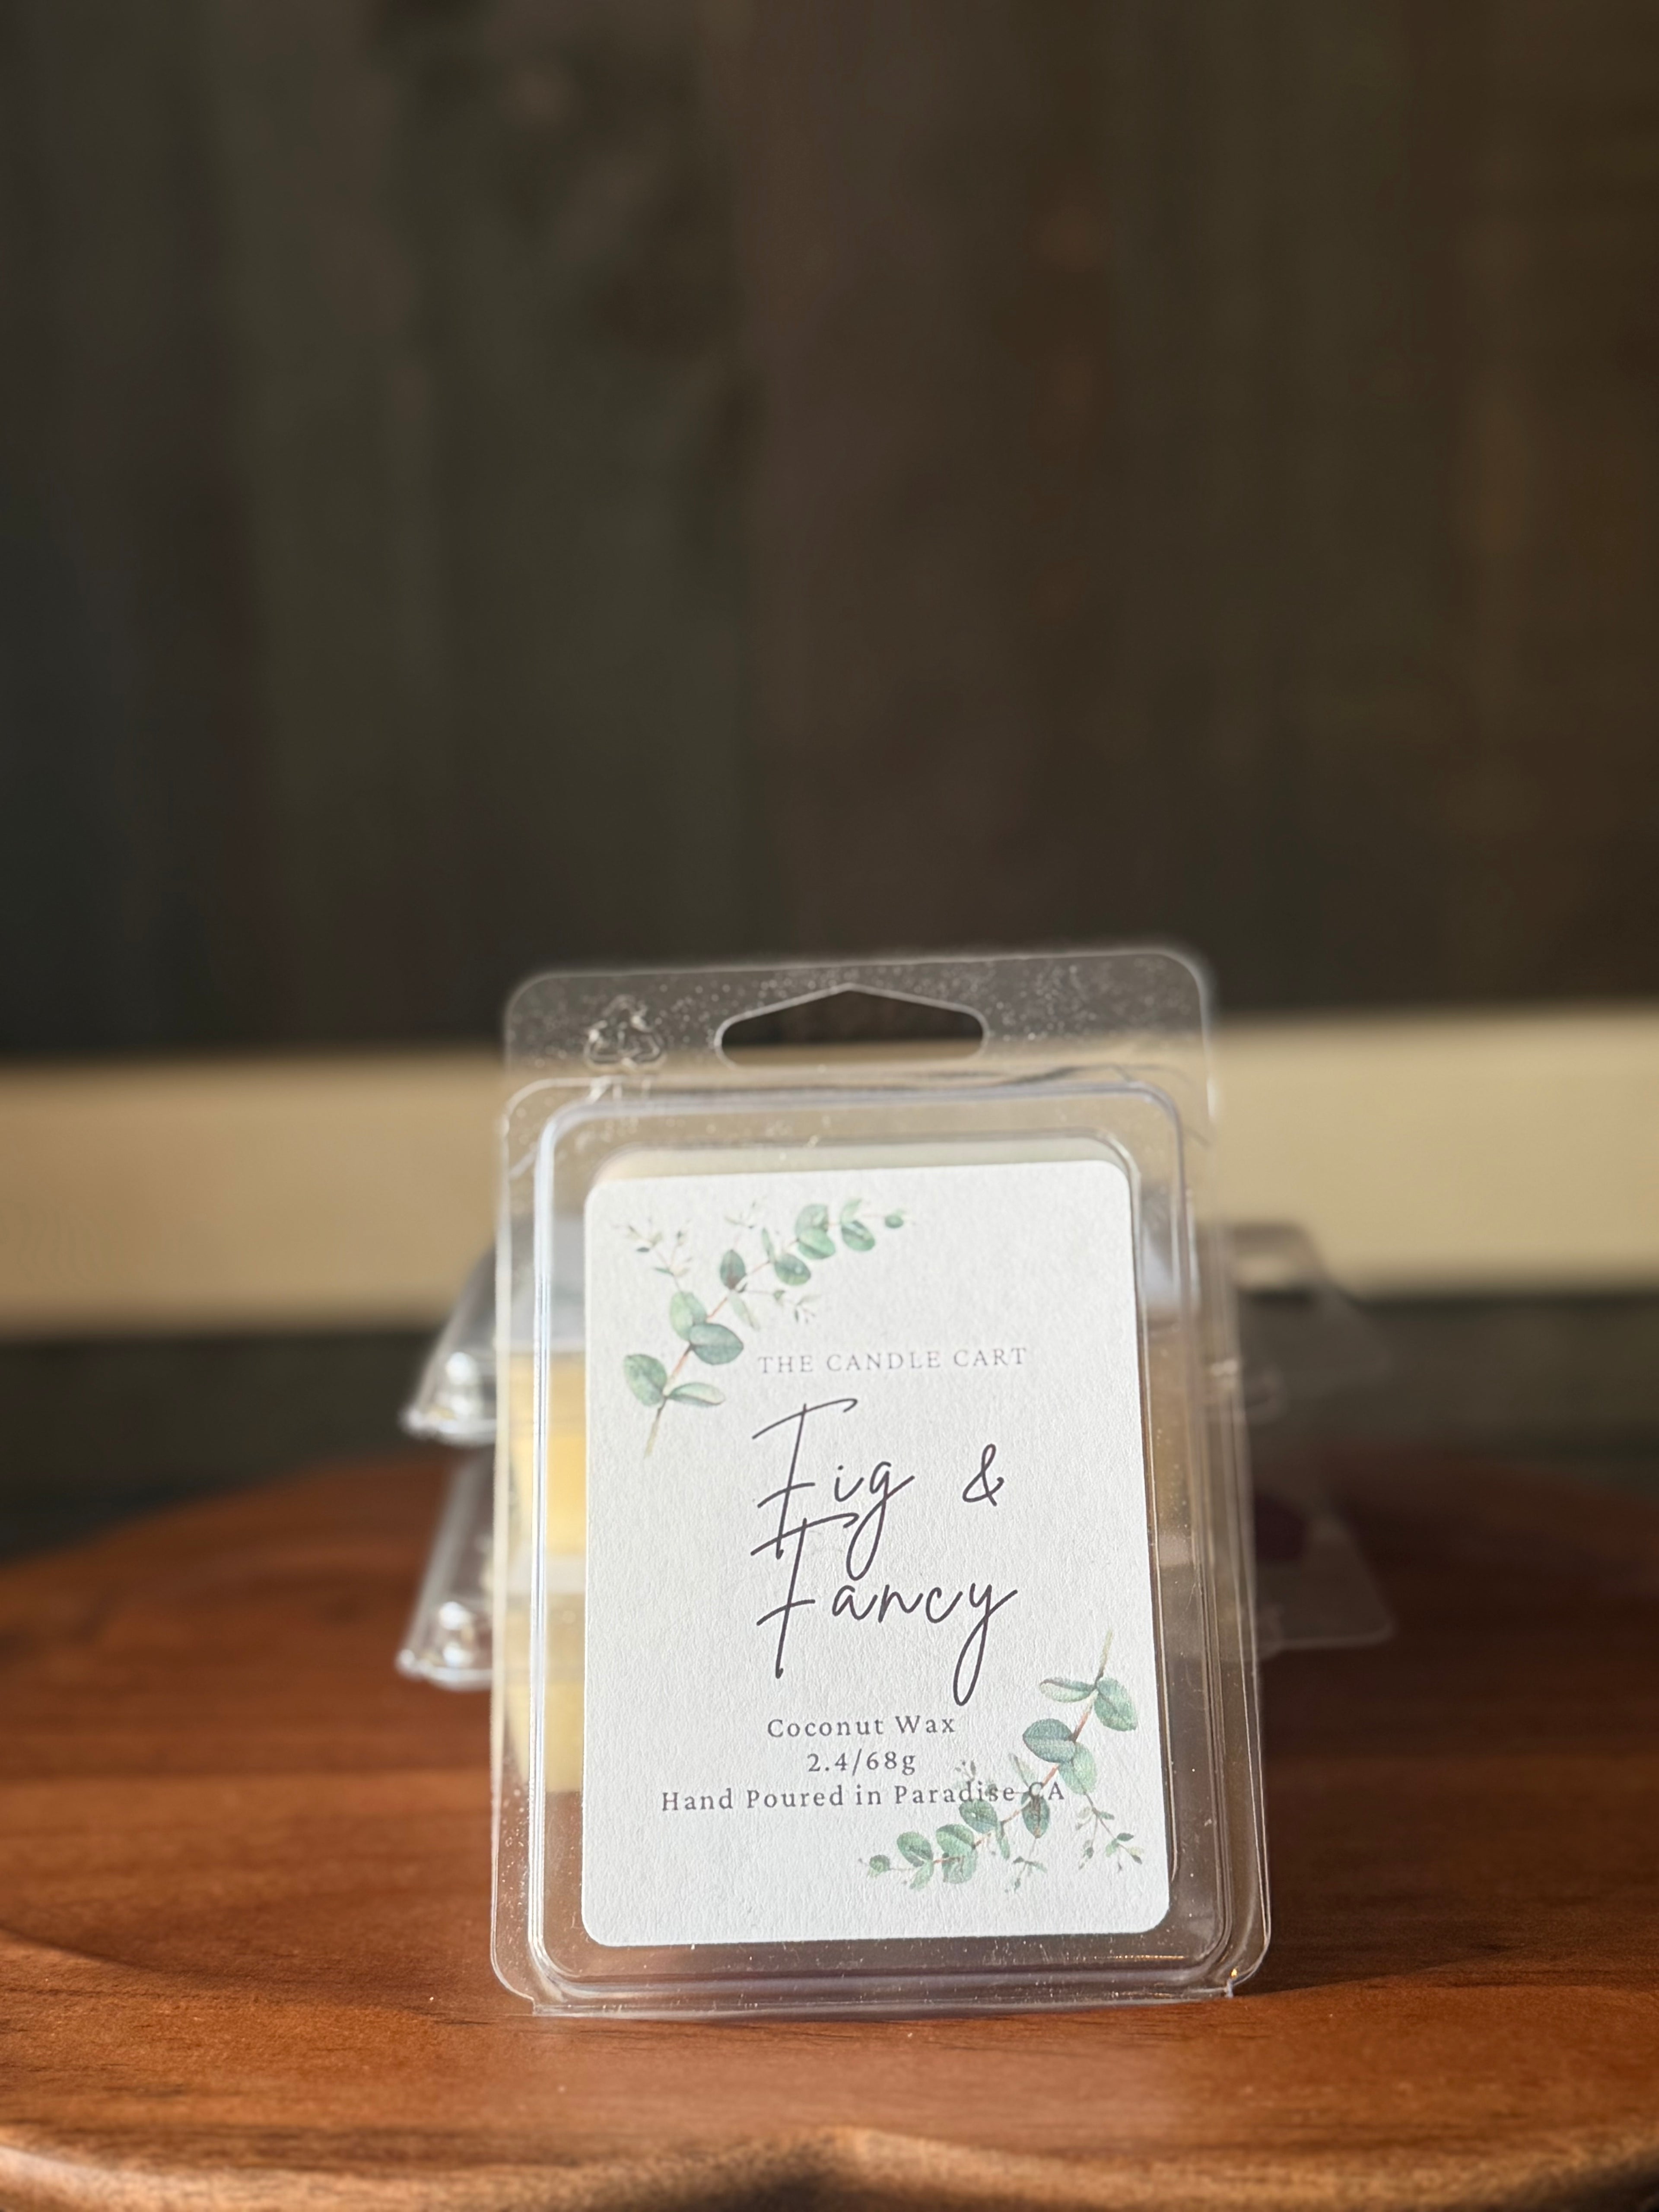 THE CANDLE CART
Fig &
Fancy
Coconut Wax
2.4/68g
Hand Poured in Paradise CA